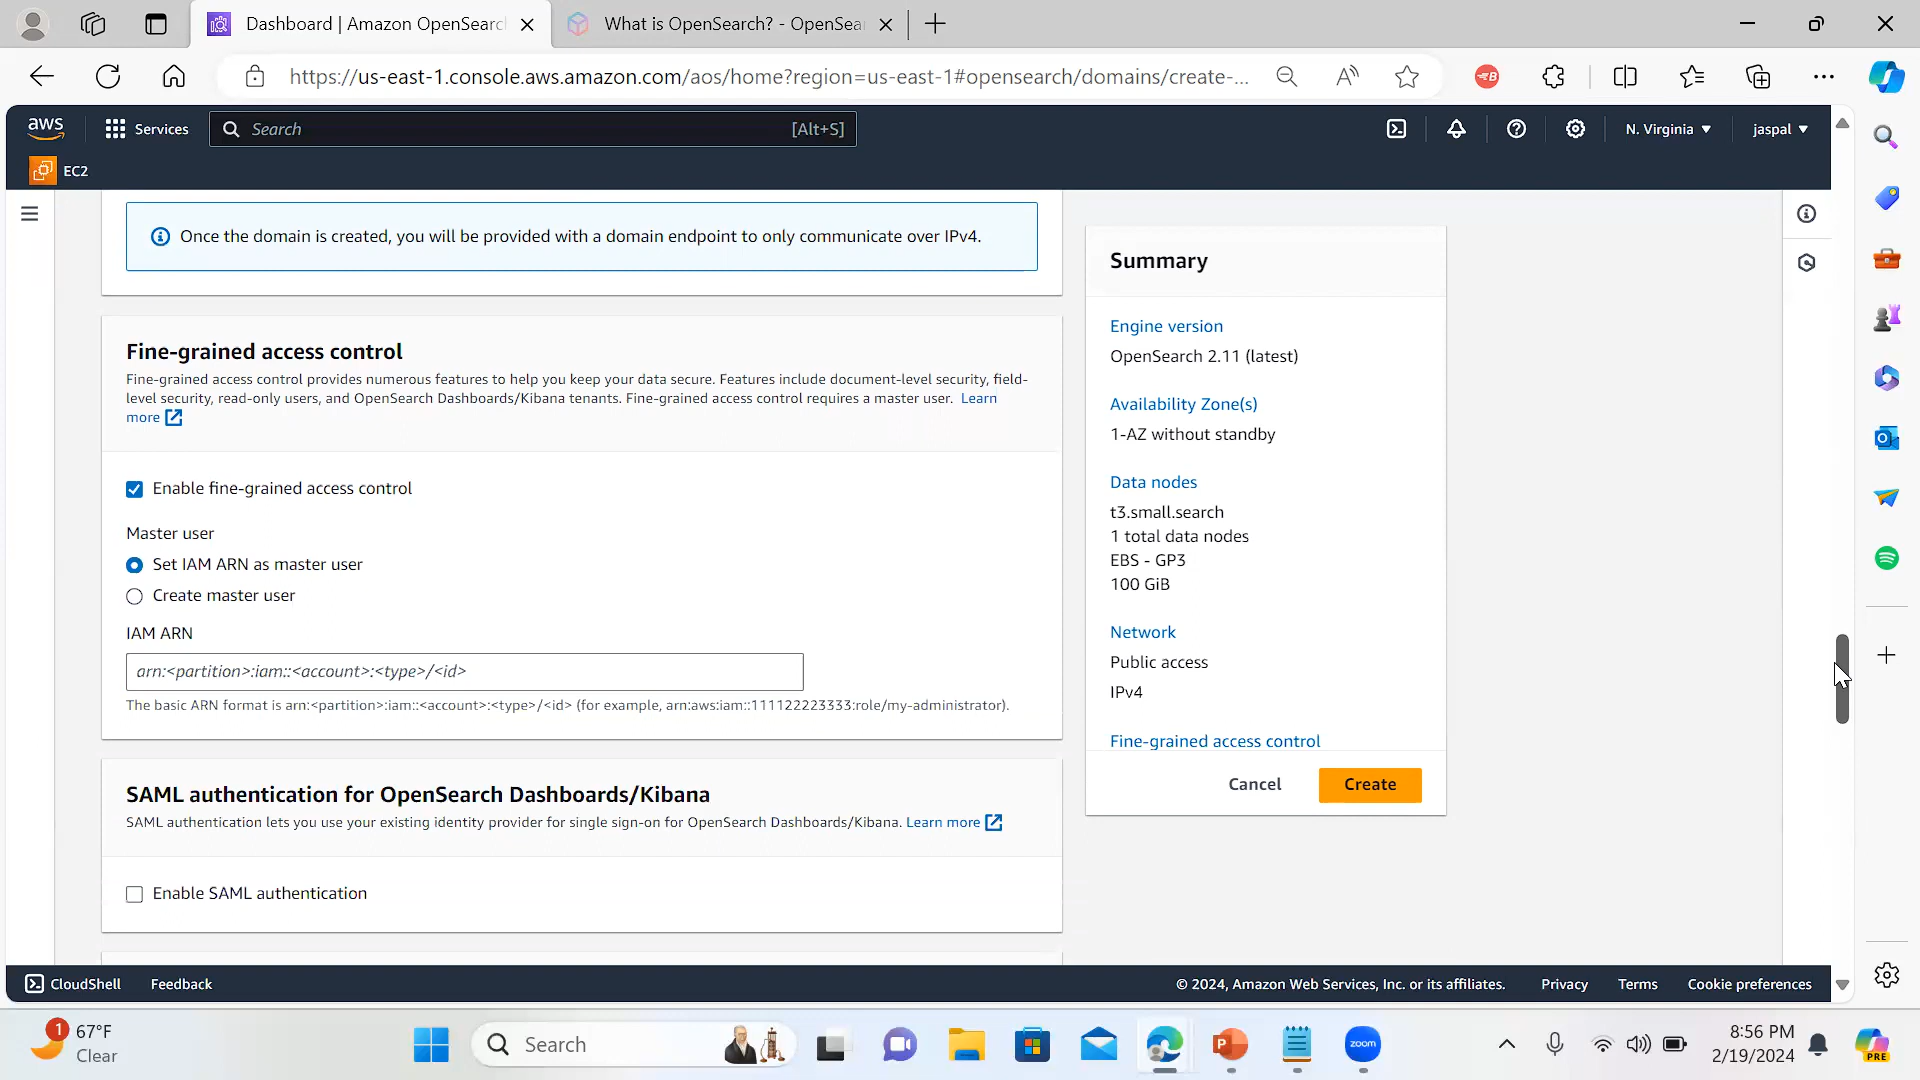 Dashboard | Amazon OpenSearc
What is OpenSearch? - OpenSea
https://us-east-1.console.aws.amazon.com/aos/home?region=us-east-1#opensearch/domains/create-...
aws
Services
Search
[Alt+S]
N. Virginia
jaspal
EC2
Once the domain is created, you will be provided with a domain endpoint to only communicate over IPv4.
Fine-grained access control
Fine-grained access control provides numerous features to help you keep your data secure. Features include document-level security, field-
level security, read-only users, and OpenSearch Dashboards/Kibana tenants. Fine-grained access control requires a master user. Learn
more
Enable fine-grained access control
Master user
Set IAM ARN as master user
Create master user
IAM ARN
arn:<partition>:iam::<account>:<type>/<id>
The basic ARN format is arn:<partition>:iam::<account>:<type>/<id> (for example, arn:aws:iam::111122223333:role/my-administrator).
SAML authentication for OpenSearch Dashboards/Kibana
SAML authentication lets you use your existing identity provider for single sign-on for OpenSearch Dashboards/Kibana. Learn more
Enable SAML authentication
Summary
Engine version
OpenSearch 2.11 (latest)
Availability Zone(s)
1-AZ without standby
Data nodes
t3.small.search
1 total data nodes
EBS - GP3
100 GiB
Network
Public access
IPv4
Fine-grained access control
Cancel
Create
CloudShell
Feedback
© 2024, Amazon Web Services, Inc. or its affiliates.
Privacy
Terms
Cookie preferences
1
67°F
Clear
Search
zoom
8:56 PM
2/19/2024
PRE